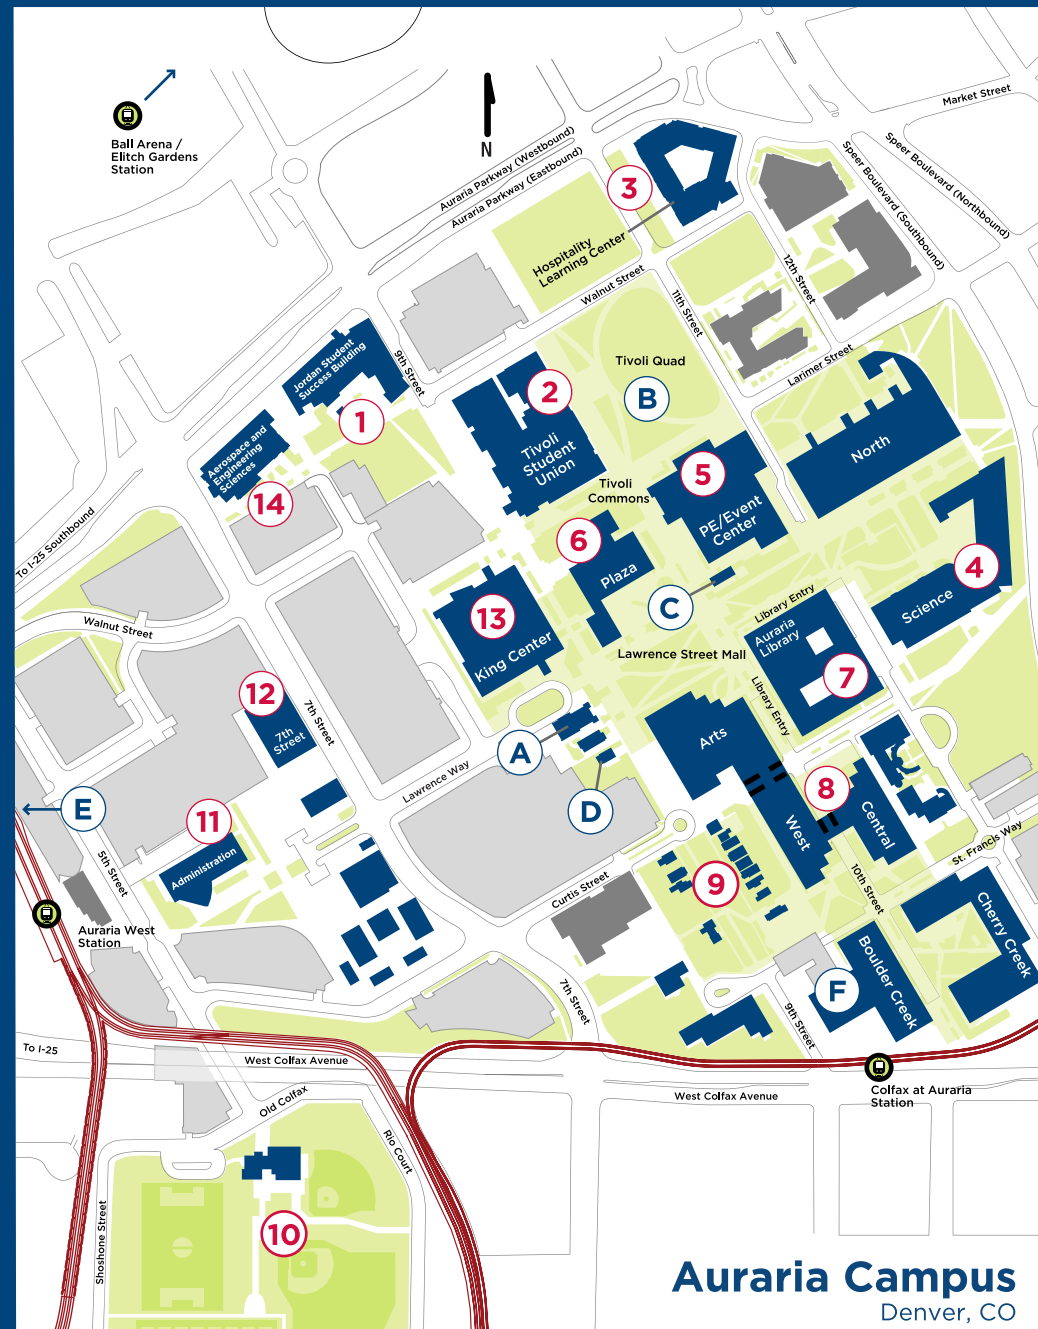 Market Street
Ball Arena /
Elitch Gardens
Station
N
Auraria Parkway (Westbound)
Auraria Parkway (Eastbound)
Speer Boulevard (Northbound)
Speer Boulevard (Southbound)
3
Hospitality
Learning Center
Walnut Street
12th Street
11th Street
Larimer Street
9th Street
Jordan Student
Success Building
1
2
Tivoli
Student
Union
Tivoli Quad
B
North
Aerospace and
Engineering
Sciences
14
Tivoli
Commons
5
PE/Event
Center
To I-25 Southbound
6
Plaza
C
4
Science
Walnut Street
13
King Center
Library Entry
Auraria
Library
7
Library Entry
Lawrence Street Mall
12
7th
Street
7th Street
Lawrence Way
A
D
Arts
8
West
Central
E
11
Administration
5th Street
9
10th Street
St. Francis Way
Curtis Street
Cherry Creek
Auraria West
Station
Boulder Creek
F
7th Street
9th Street
To I-25
West Colfax Avenue
West Colfax Avenue
Colfax at Auraria
Station
Old Colfax
Rio Court
Shoshone Street
10
Auraria Campus
Denver, CO